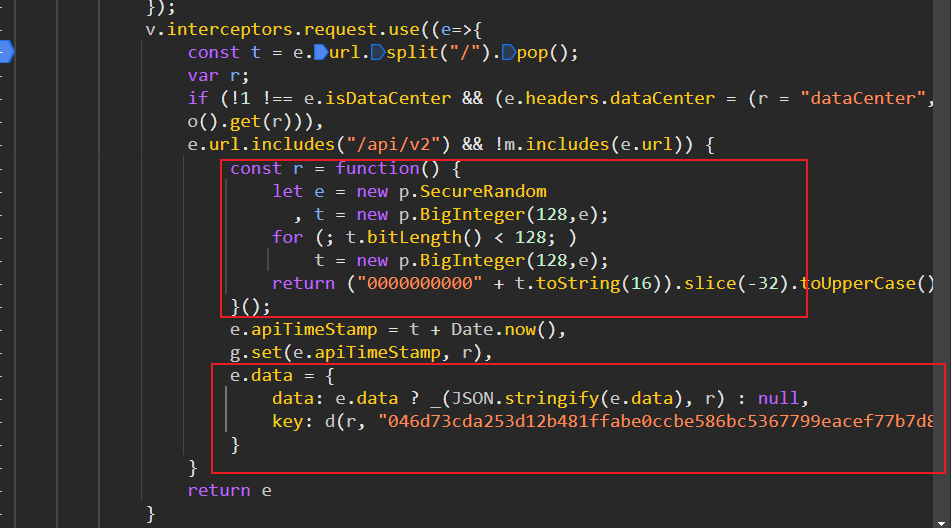 });
v.interceptors.request.use((e=>{
const t = e.url.split("/").pop();
var r;
if (!1 !== e.isDataCenter && (e.headers.dataCenter = (r = "dataCenter",
o().get(r))),
e.url.includes("/api/v2") && !m.includes(e.url)) {
const r = function() {
let e = new p.SecureRandom
, t = new p.BigInteger(128,e);
for (; t.bitLength() < 128; )
t = new p.BigInteger(128,e);
return ("0000000000" + t.toString(16)).slice(-32).toUpperCase()
}();
e.apiTimeStamp = t + Date.now(),
g.set(e.apiTimeStamp, r),
e.data = {
data: e.data ? _(JSON.stringify(e.data), r) : null,
key: d(r, "046d73cda253d12b481ffabe0ccbe586bc5367799eacef77b7d8
}
}
return e
}